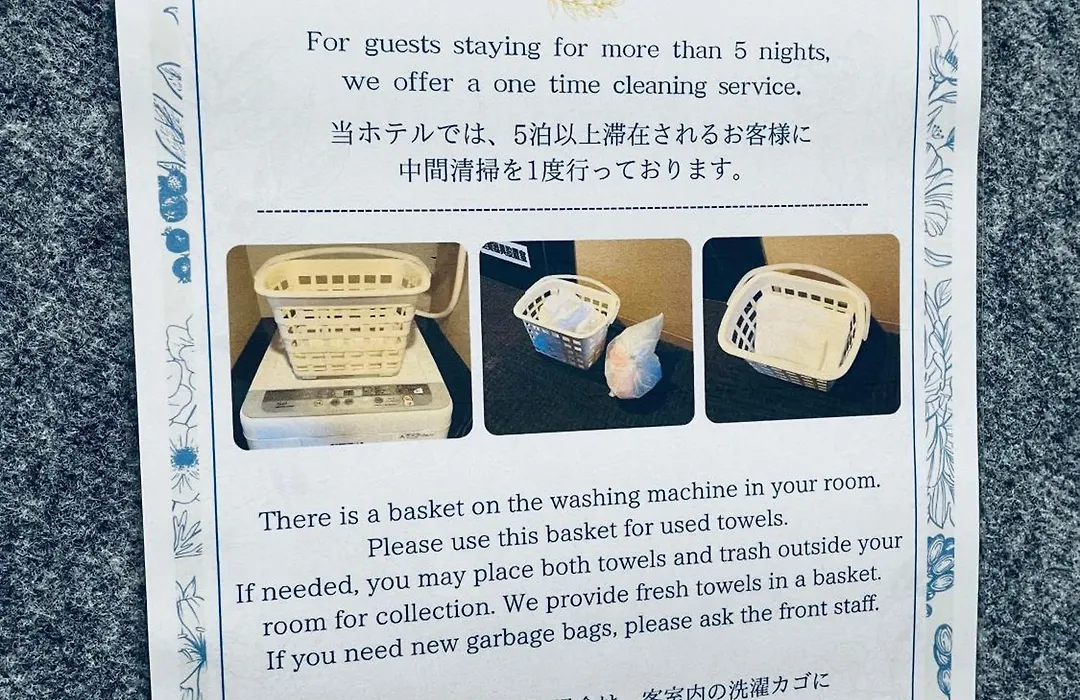 For guests staying for more than 5 nights,
we offer a one time cleaning service.
当ホテルでは、5泊以上滞在されるお客様に
中間清掃を1度行っております。
There is a basket on the washing machine in your room.
Please use this basket for used towels.
If needed, you may place both towels and trash outside your
room for collection. We provide fresh towels in a basket.
If you need new garbage bags, please ask the front staff.
客室内の洗濯カゴに